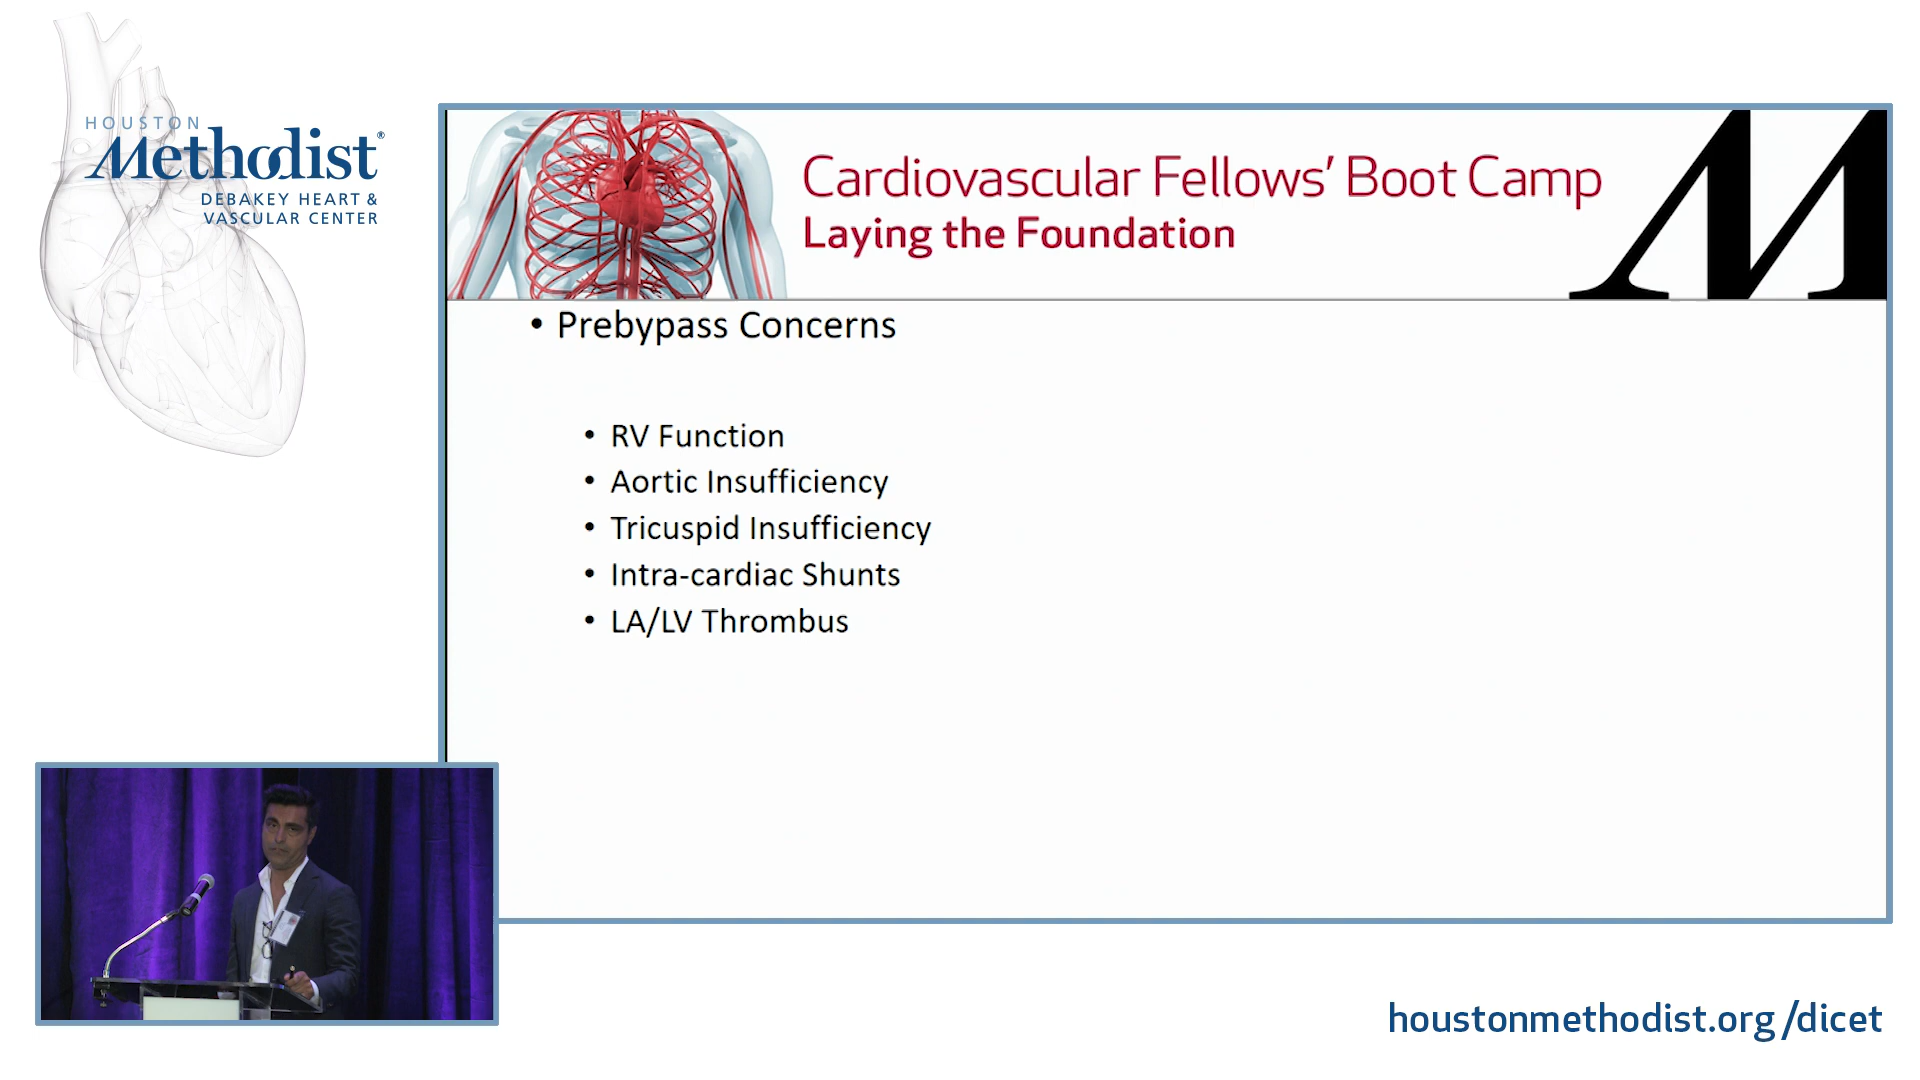 HOUSTON
Methodist®
DEBAKEY HEART &
VASCULAR CENTER
Cardiovascular Fellows' Boot Camp
Laying the Foundation
M
• Prebypass Concerns
• RV Function
• Aortic Insufficiency
• Tricuspid Insufficiency
• Intra-cardiac Shunts
• LA/LV Thrombus
houstonmethodist.org/dicet